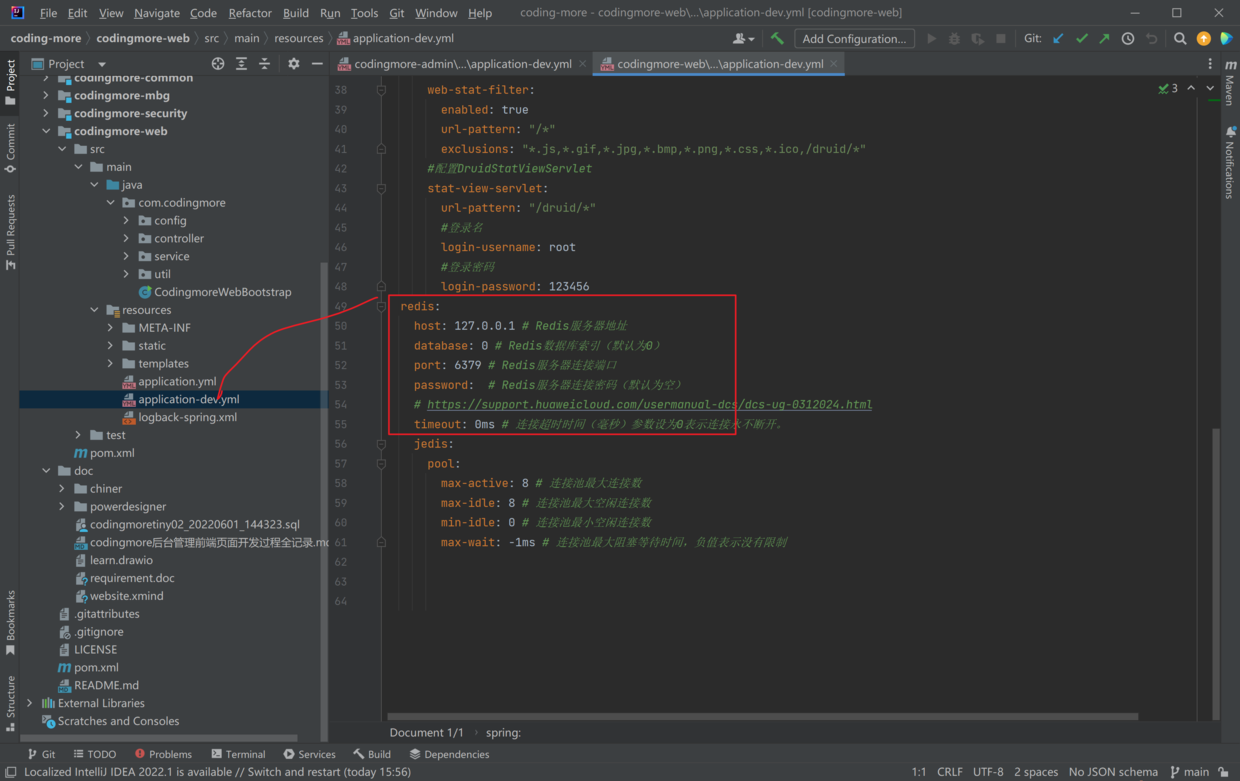 File Edit View Navigate Code Refactor Build Run Tools Git Window Help coding-more - codingmore-web\...\application-dev.yml [codingmore-web]
coding-more codingmore-web src main resources application-dev.yml Add Configuration... Git:
Project
codingmore-admin\...\application-dev.yml
codingmore-web\...\application-dev.yml
Project
Commit
Pull Requests
Bookmarks
Structure
codingmore-common
codingmore-mbg
codingmore-security
codingmore-web
src
main
java
com.codingmore
config
controller
service
util
CodingmoreWebBootstrap
resources
META-INF
static
templates
application.yml
application-dev.yml
logback-spring.xml
test
pom.xml
doc
chiner
powerdesigner
codingmoretiny02_20220601_144323.sql
codingmore后台管理前端页面开发过程全记录.md
learn.drawio
requirement.doc
website.xmind
.gitattributes
.gitignore
LICENSE
pom.xml
README.md
External Libraries
Scratches and Consoles
38 web-stat-filter:
39 enabled: true
40 url-pattern: "/*"
41 exclusions: "*.js,*.gif,*.jpg,*.bmp,*.png,*.css,*.ico,/druid/*"
42 #配置DruidStatViewServlet
43 stat-view-servlet:
44 url-pattern: "/druid/*"
45 #登录名
46 login-username: root
47 #登录密码
48 login-password: 123456
49 redis:
50 host: 127.0.0.1 # Redis服务器地址
51 database: 0 # Redis数据库索引（默认为0）
52 port: 6379 # Redis服务器连接端口
53 password: # Redis服务器连接密码（默认为空）
54 # https://support.huaweicloud.com/usermanual-dcs/dcs-ug-0312024.html
55 timeout: 0ms # 连接超时时间（毫秒）参数设为0表示连接永不断开。
56 jedis:
57 pool:
58 max-active: 8 # 连接池最大连接数
59 max-idle: 8 # 连接池最大空闲连接数
60 min-idle: 0 # 连接池最小空闲连接数
61 max-wait: -1ms # 连接池最大阻塞等待时间，负值表示没有限制
62
63
64
3
Maven
Notifications
Document 1/1 spring:
Git TODO Problems Terminal Services Build Dependencies
Localized IntelliJ IDEA 2022.1 is available // Switch and restart (today 15:56) 1:1 CRLF UTF-8 2 spaces No JSON schema main